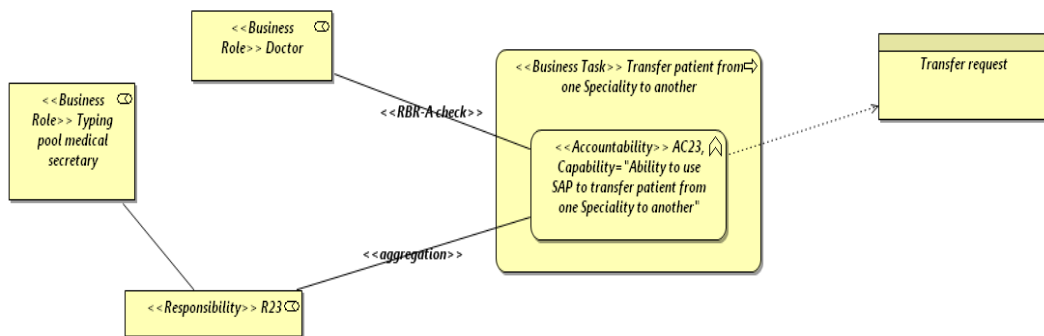 <<Business
Role>> Doctor
<<Business
Role>> Typing
pool medical
secretary
<<RBR-A check>>
<<Business Task>> Transfer patient from
one Speciality to another
<<Accountability>> AC23,
Capability="Ability to use
SAP to transfer patient from
one Speciality to another"
Transfer request
<<aggregation>>
<<Responsibility>> R23